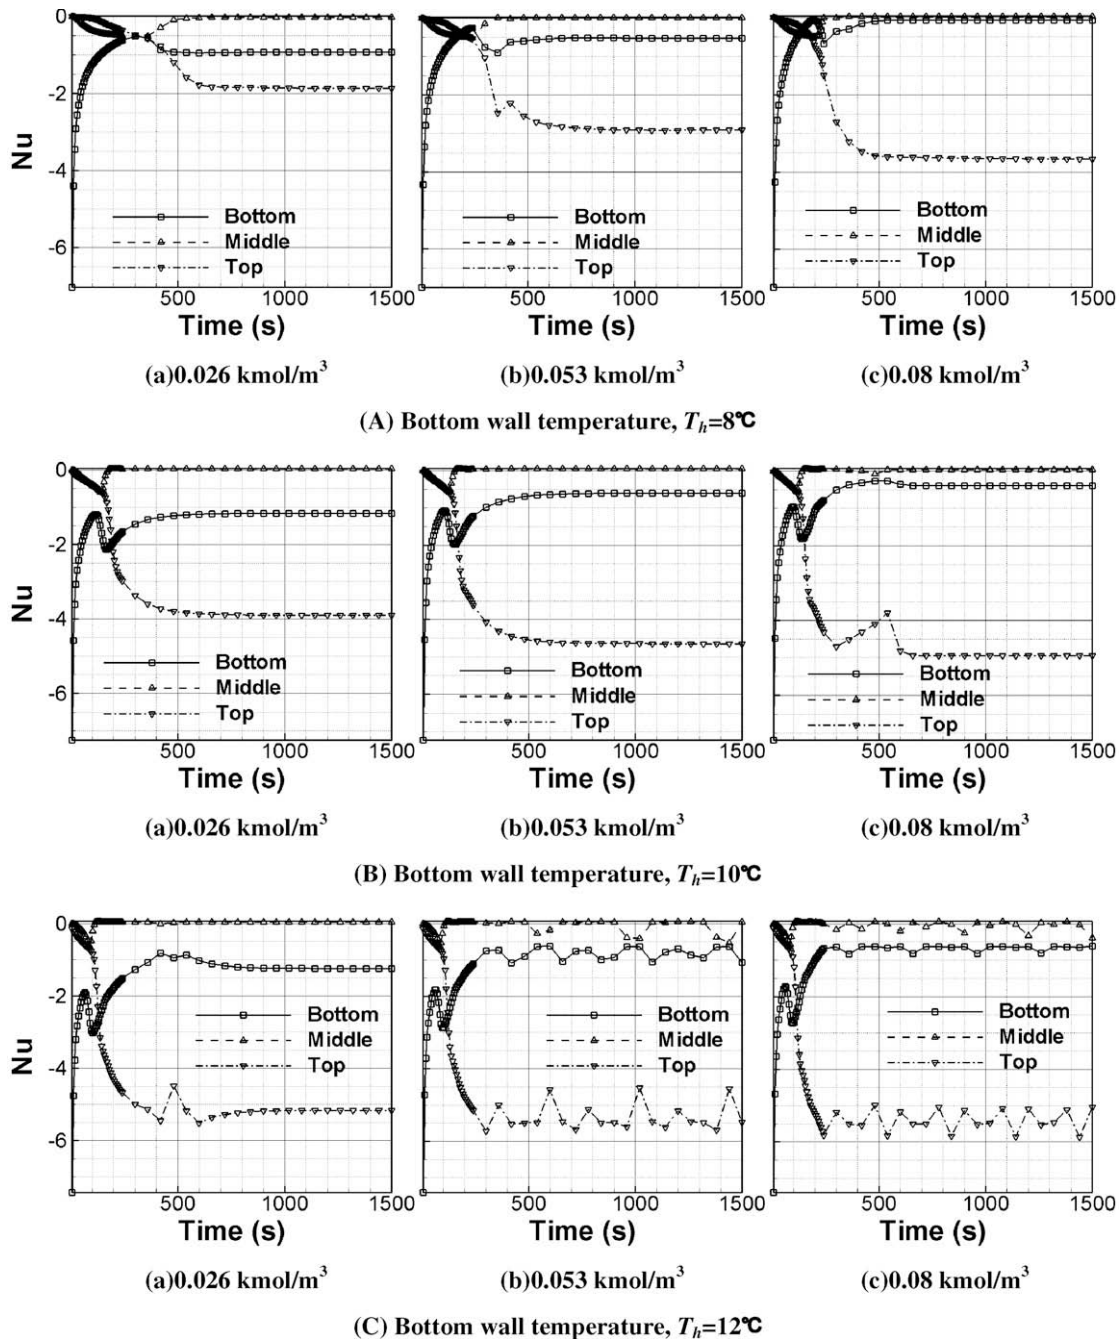 0
-2
-4
-6
Nu
Bottom
Middle
Top
500 1000 1500
Time (s)
Bottom
Middle
Top
500 1000 1500
Time (s)
Bottom
Middle
Top
500 1000 1500
Time (s)
(a)0.026 kmol/m³ (b)0.053 kmol/m³ (c)0.08 kmol/m³
(A) Bottom wall temperature, Tₕ=8℃
0
-2
-4
-6
Nu
Bottom
Middle
Top
500 1000 1500
Time (s)
Bottom
Middle
Top
500 1000 1500
Time (s)
Bottom
Middle
Top
500 1000 1500
Time (s)
(a)0.026 kmol/m³ (b)0.053 kmol/m³ (c)0.08 kmol/m³
(B) Bottom wall temperature, Tₕ=10℃
0
-2
-4
-6
Nu
Bottom
Middle
Top
500 1000 1500
Time (s)
Bottom
Middle
Top
500 1000 1500
Time (s)
Bottom
Middle
Top
500 1000 1500
Time (s)
(a)0.026 kmol/m³ (b)0.053 kmol/m³ (c)0.08 kmol/m³
(C) Bottom wall temperature, Tₕ=12℃